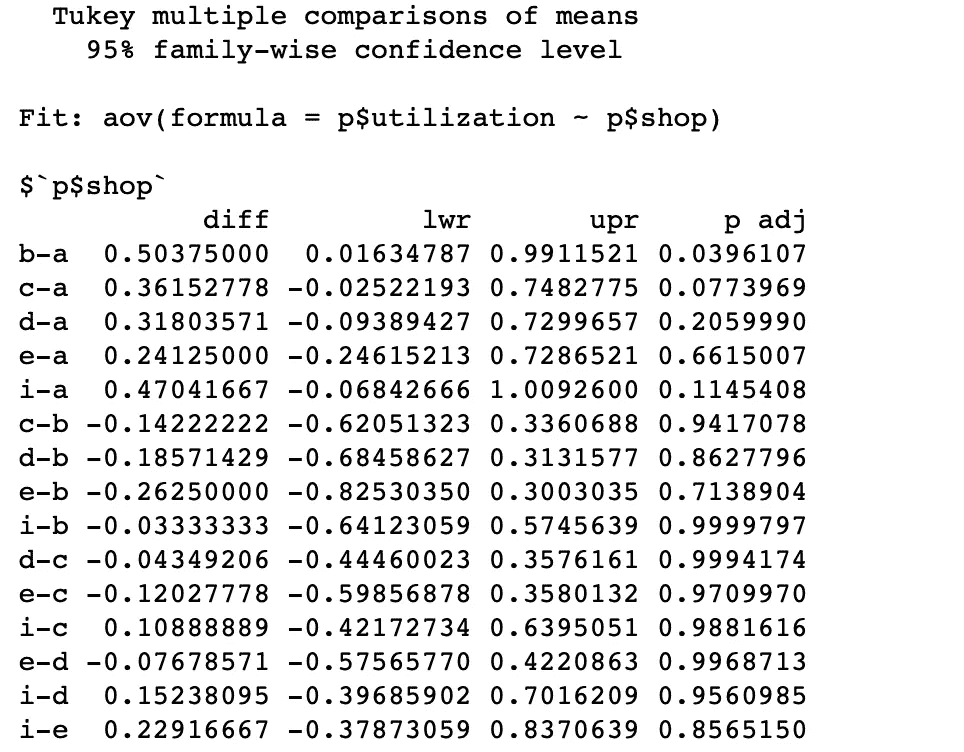 Tukey multiple comparisons of means
95% family-wise confidence level
Fit: aov(formula = p$utilization ~ p$shop)
$`p$shop`
diff lwr upr p adj
b-a 0.50375000 0.01634787 0.9911521 0.0396107
c-a 0.36152778 -0.02522193 0.7482775 0.0773969
d-a 0.31803571 -0.09389427 0.7299657 0.2059990
e-a 0.24125000 -0.24615213 0.7286521 0.6615007
i-a 0.47041667 -0.06842666 1.0092600 0.1145408
c-b -0.14222222 -0.62051323 0.3360688 0.9417078
d-b -0.18571429 -0.68458627 0.3131577 0.8627796
e-b -0.26250000 -0.82530350 0.3003035 0.7138904
i-b -0.03333333 -0.64123059 0.5745639 0.9999797
d-c -0.04349206 -0.44460023 0.3576161 0.9994174
e-c -0.12027778 -0.59856878 0.3580132 0.9709970
i-c 0.10888889 -0.42172734 0.6395051 0.9881616
e-d -0.07678571 -0.57565770 0.4220863 0.9968713
i-d 0.15238095 -0.39685902 0.7016209 0.9560985
i-e 0.22916667 -0.37873059 0.8370639 0.8565150